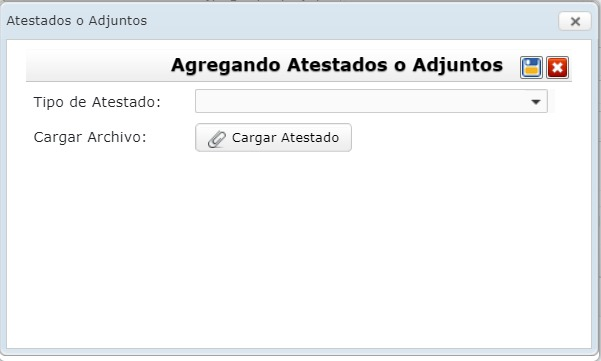 Atestados o Adjuntos
Agregando Atestados o Adjuntos
Tipo de Atestado:
Cargar Archivo: Cargar Atestado